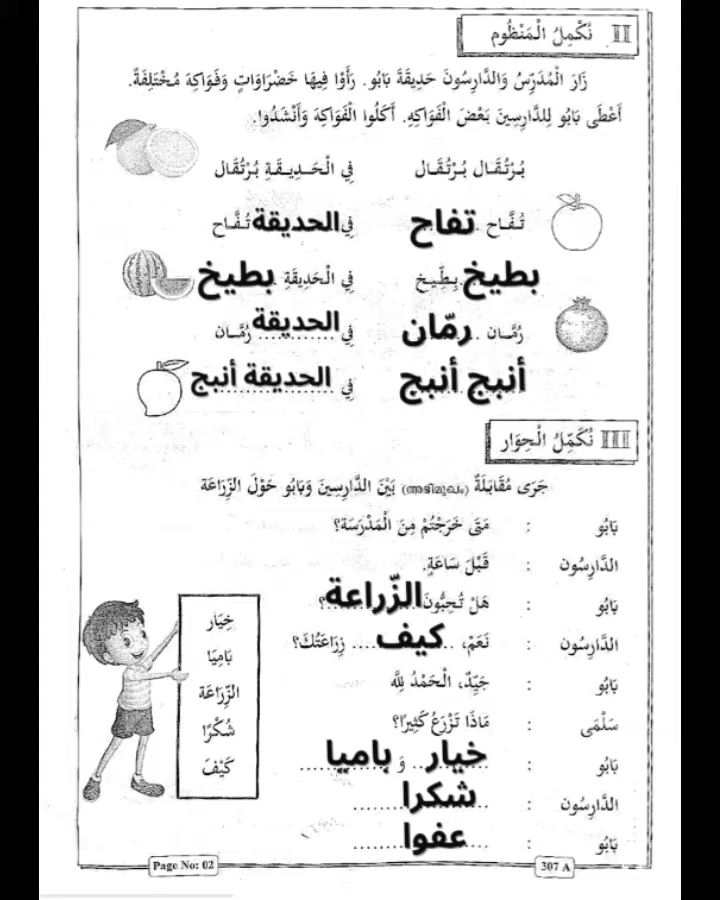 II نُكْمِلُ الْمَنْظُوم
زَارَ الْمُدَرِّسُ وَالدَّارِسُونَ حَدِيقَةَ بَابُو. رَأَوْا فِيهَا خَضْرَاوَاتٍ وَفَوَاكِهَ مُخْتَلِفَةً.
أَعْطَى بَابُو لِلدَّارِسِينَ بَعْضَ الْفَوَاكِهِ. أَكَلُوا الْفَوَاكِهَ وَأَنْشَدُوا.
بُرْتُقَال بُرْتُقَال فِي الْحَدِيقَةِ بُرْتُقَال
تُفَّاح تفاح فِي الحديقة تُفَّاح
بطيخ بِطِّيخ فِي الْحَدِيقَةِ بطيخ
رُمَّان رمّان فِي الحديقة رُمَّان
أنبج أنبج فِي الحديقة أنبج
III نُكَمِّلُ الْحِوَار
جَرَى مُقَابَلَةٌ (അഭിമുഖം) بَيْنَ الدَّارِسِينَ وَبَابُو حَوْلَ الزِّرَاعَة
بَابُو : مَتَى خَرَجْتُمْ مِنَ الْمَدْرَسَة؟
الدَّارِسُون : قَبْلَ سَاعَةٍ.
بَابُو : هَلْ تُحِبُّونَ الزّراعة؟
الدَّارِسُون : نَعَمْ، .... كيف .... زِرَاعَتُكَ؟
بَابُو : جَيِّدٌ، الْحَمْدُ لِلَّه
سَلْمَى : مَاذَا تَزْرَعُ كَثِيرًا؟
بَابُو : خيار وَ باميا
الدَّارِسُون : شكرا
بَابُو : عفوا
خِيَار
بَامِيَا
الزِّرَاعَة
شُكْرًا
كَيْفَ
Page No: 02
307 A